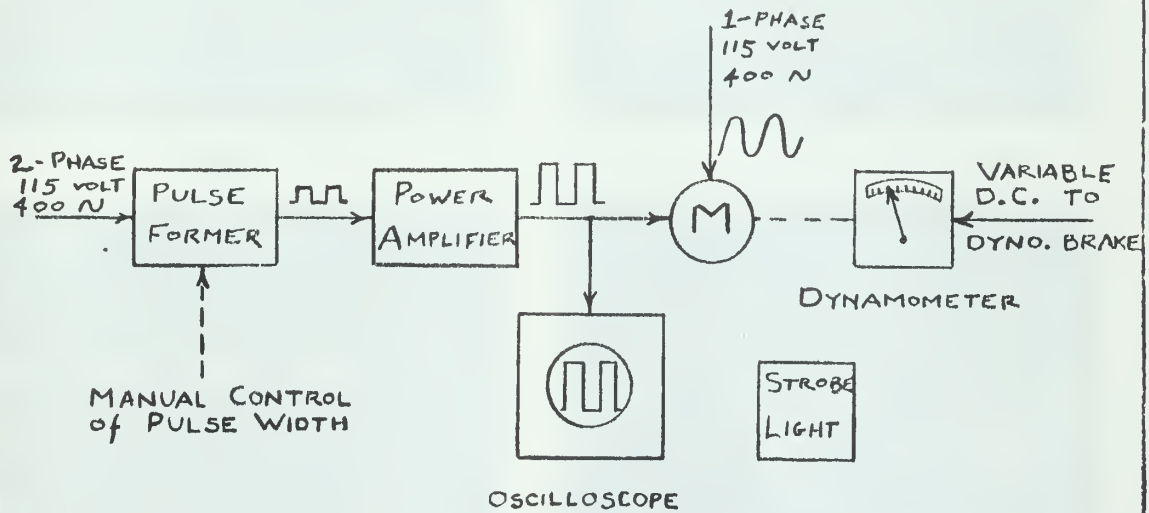 1-PHASE
115 VOLT
400 N
2-PHASE
115 VOLT
400 N
PULSE
FORMER
POWER
AMPLIFIER
M
VARIABLE
D.C. TO
DYNO. BRAKE
DYNAMOMETER
MANUAL CONTROL
of PULSE WIDTH
STROBE
LIGHT
OSCILLOSCOPE